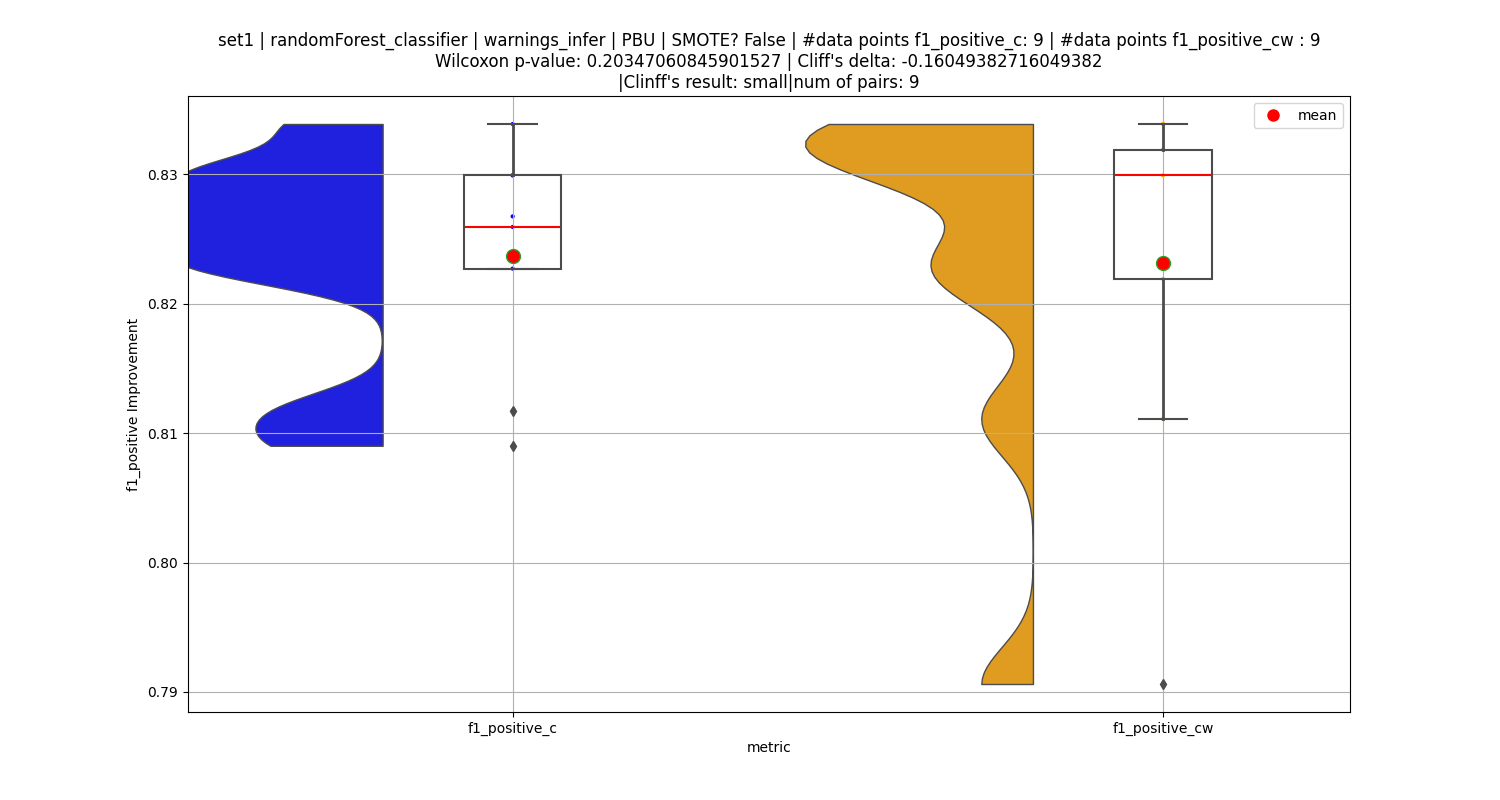 set1 | randomForest_classifier | warnings_infer | PBU | SMOTE? False | #data points f1_positive_c: 9 | #data points f1_positive_cw : 9
Wilcoxon p-value: 0.20347060845901527 | Cliff's delta: -0.16049382716049382
|Clinff's result: small|num of pairs: 9
mean
0.83
0.82
0.81
0.80
0.79
f1_positive Improvement
f1_positive_c
f1_positive_cw
metric